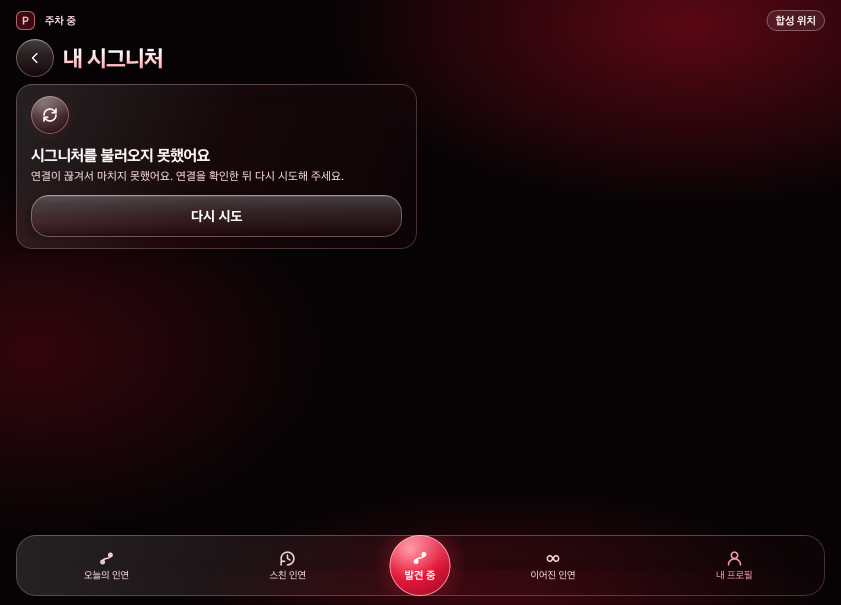 P 주차 중
합성 위치
내 시그니처
시그니처를 불러오지 못했어요
연결이 끊겨서 마치지 못했어요. 연결을 확인한 뒤 다시 시도해 주세요.
다시 시도
오늘의 인연
스친 인연
발견 중
이어진 인연
내 프로필